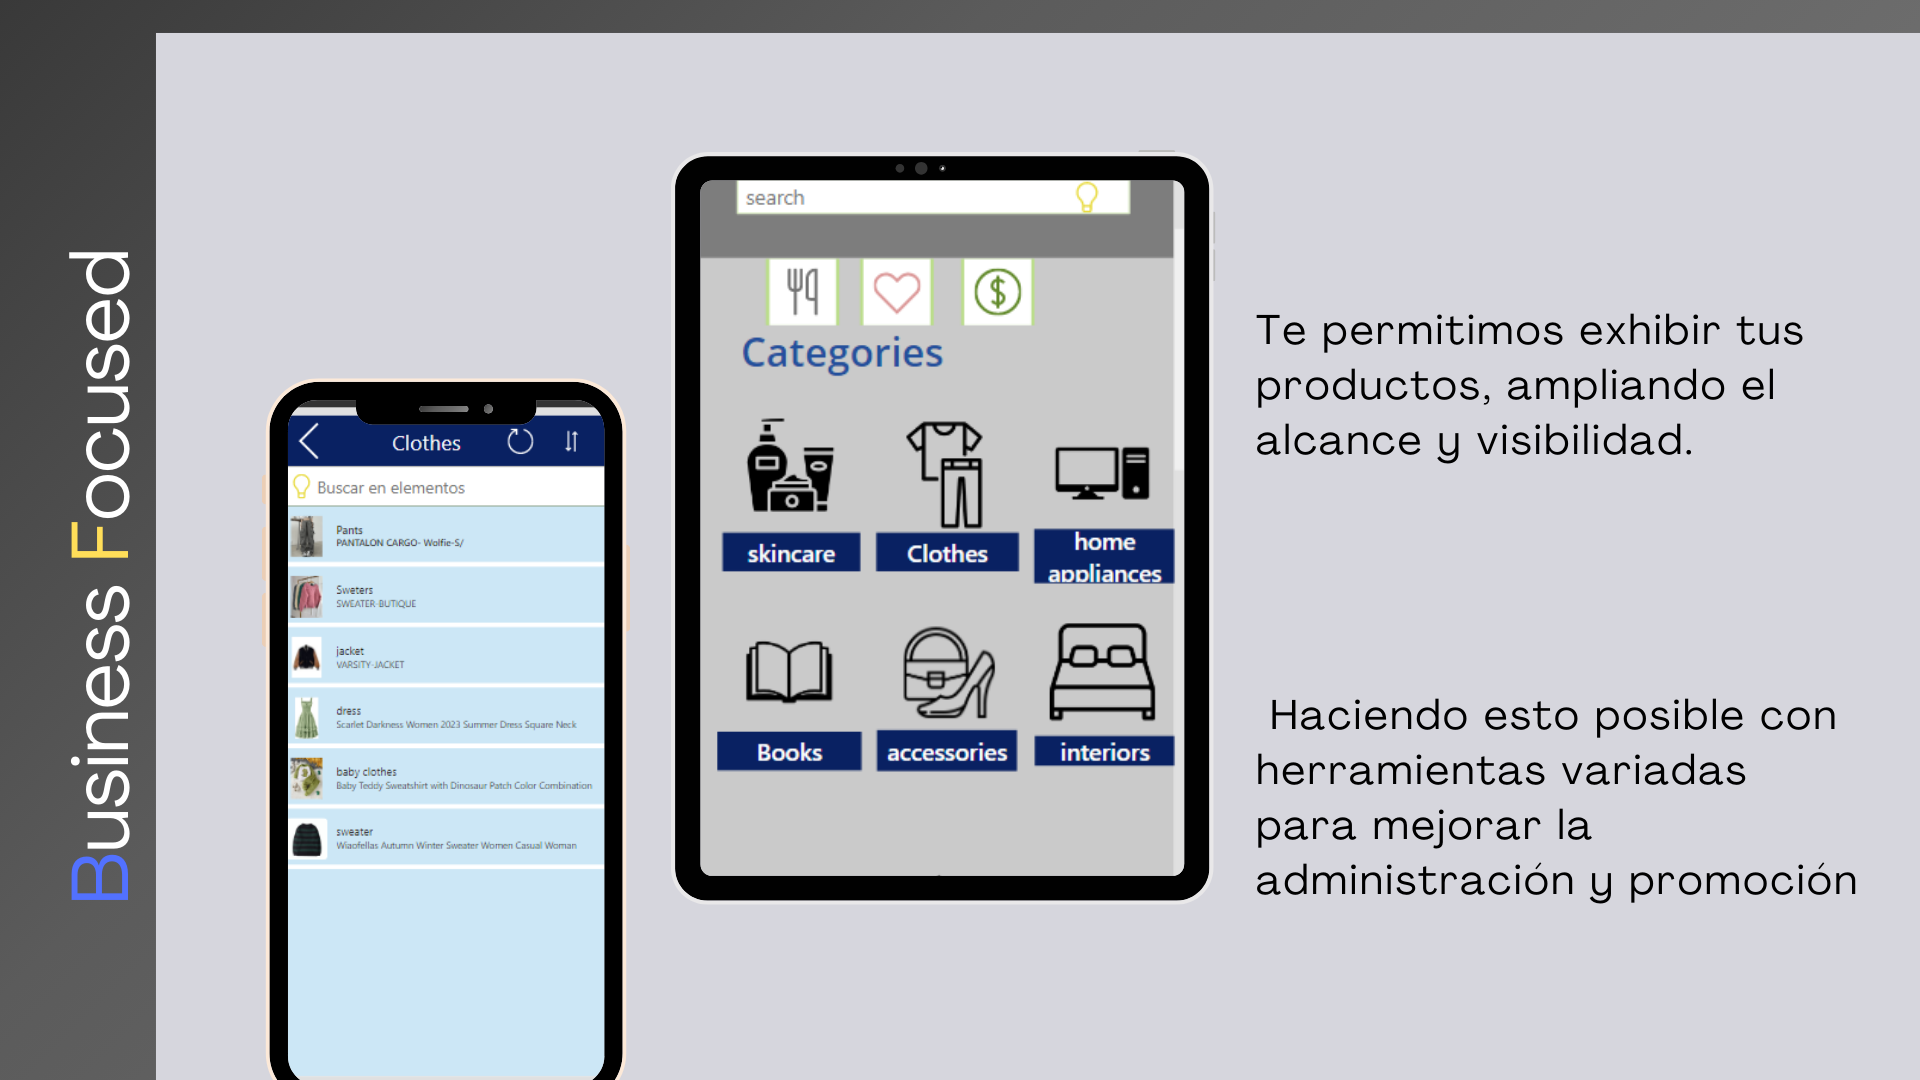 Business Focused
Clothes
Buscar en elementos
Pants
PANTALON CARGO- Wolfie-S/
Sweters
SWEATER-BUTIQUE
jacket
VARSITY-JACKET
dress
Scarlet Darkness Women 2023 Summer Dress Square Neck
baby clothes
Baby Teddy Sweatshirt with Dinosaur Patch Color Combination
sweater
Wiaofellas Autumn Winter Sweater Women Casual Woman
search
Categories
skincare
Clothes
home
appliances
Books
accessories
interiors
Te permitimos exhibir tus
productos, ampliando el
alcance y visibilidad.
Haciendo esto posible con
herramientas variadas
para mejorar la
administración y promoción